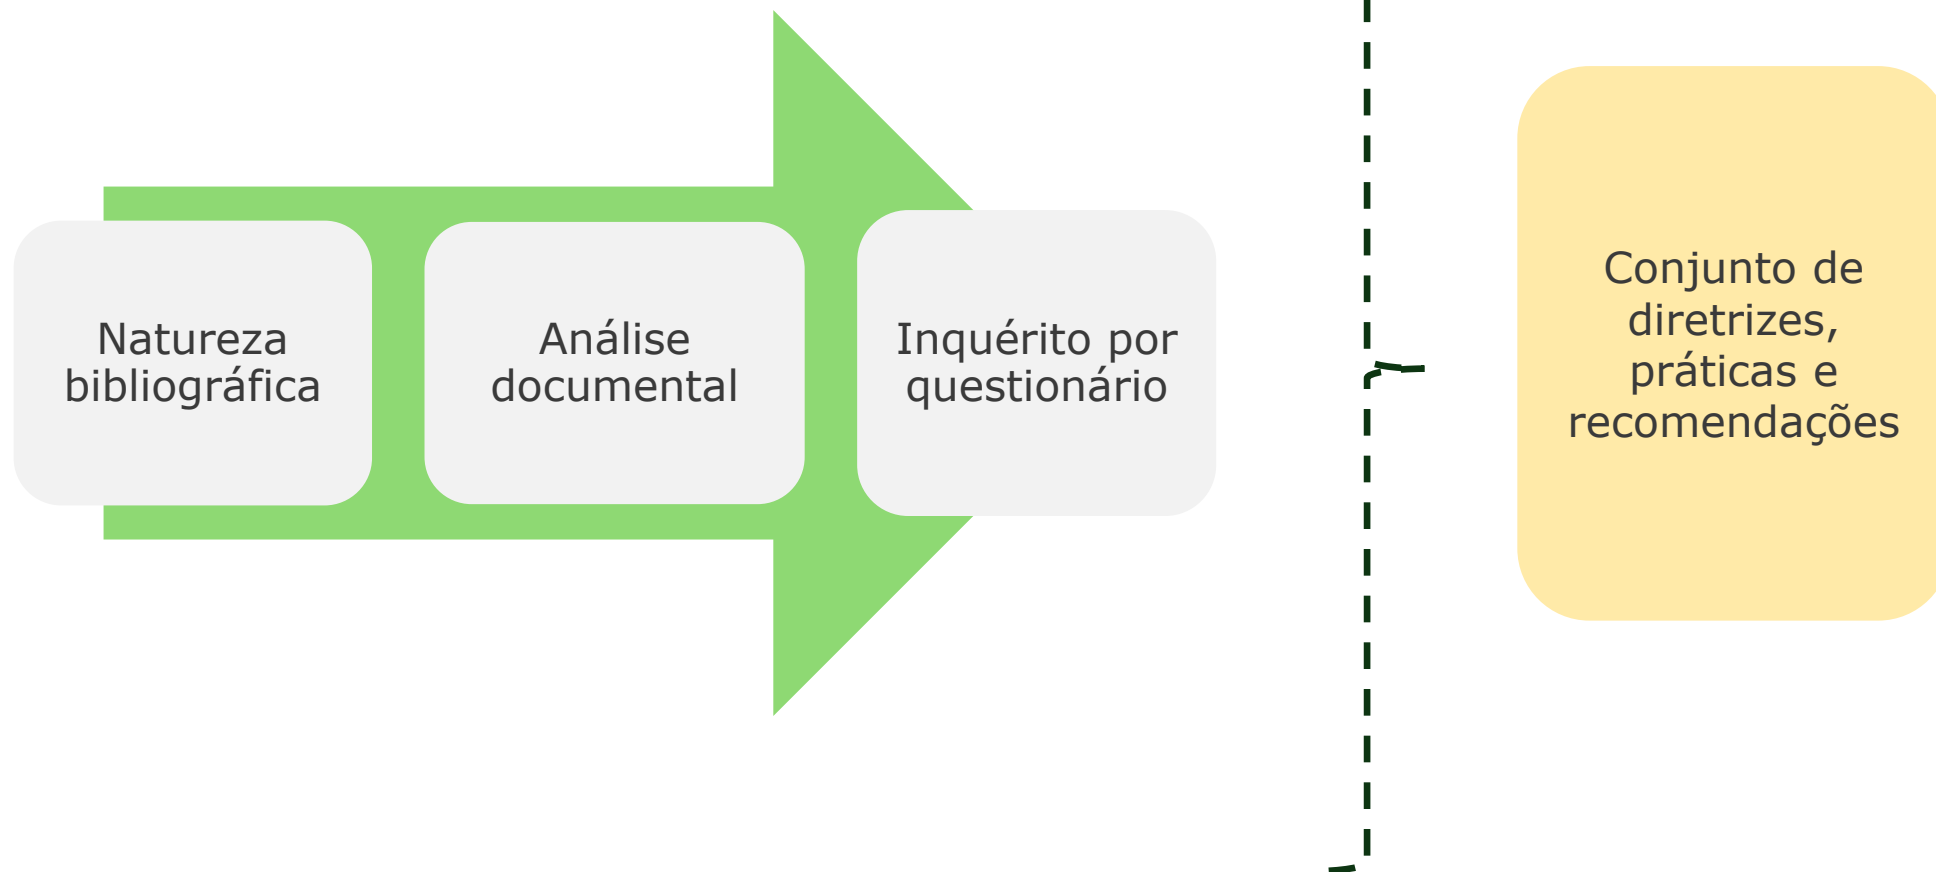 Natureza
bibliográfica
Análise
documental
Inquérito por
questionário
Conjunto de
diretrizes,
práticas e
recomendações